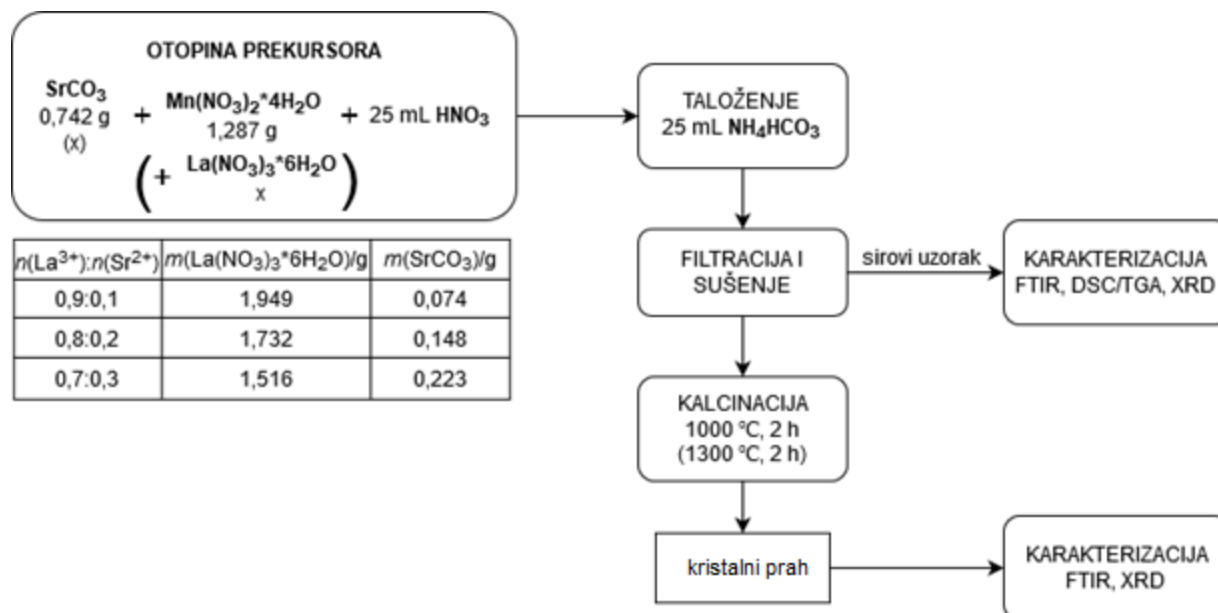 OTOPINA PREKURSORA
SrCO₃ + Mn(NO₃)₂*4H₂O + 25 mL HNO₃
0,742 g 1,287 g
(x)
(+ La(NO₃)₃*6H₂O)
x
n(La³⁺):n(Sr²⁺) m(La(NO₃)₃*6H₂O)/g m(SrCO₃)/g
0,9:0,1 1,949 0,074
0,8:0,2 1,732 0,148
0,7:0,3 1,516 0,223
TALOŽENJE
25 mL NH₄HCO₃
FILTRACIJA I
SUŠENJE
sirovi uzorak
KARAKTERIZACIJA
FTIR, DSC/TGA, XRD
KALCINACIJA
1000 ºC, 2 h
(1300 ºC, 2 h)
kristalni prah
KARAKTERIZACIJA
FTIR, XRD